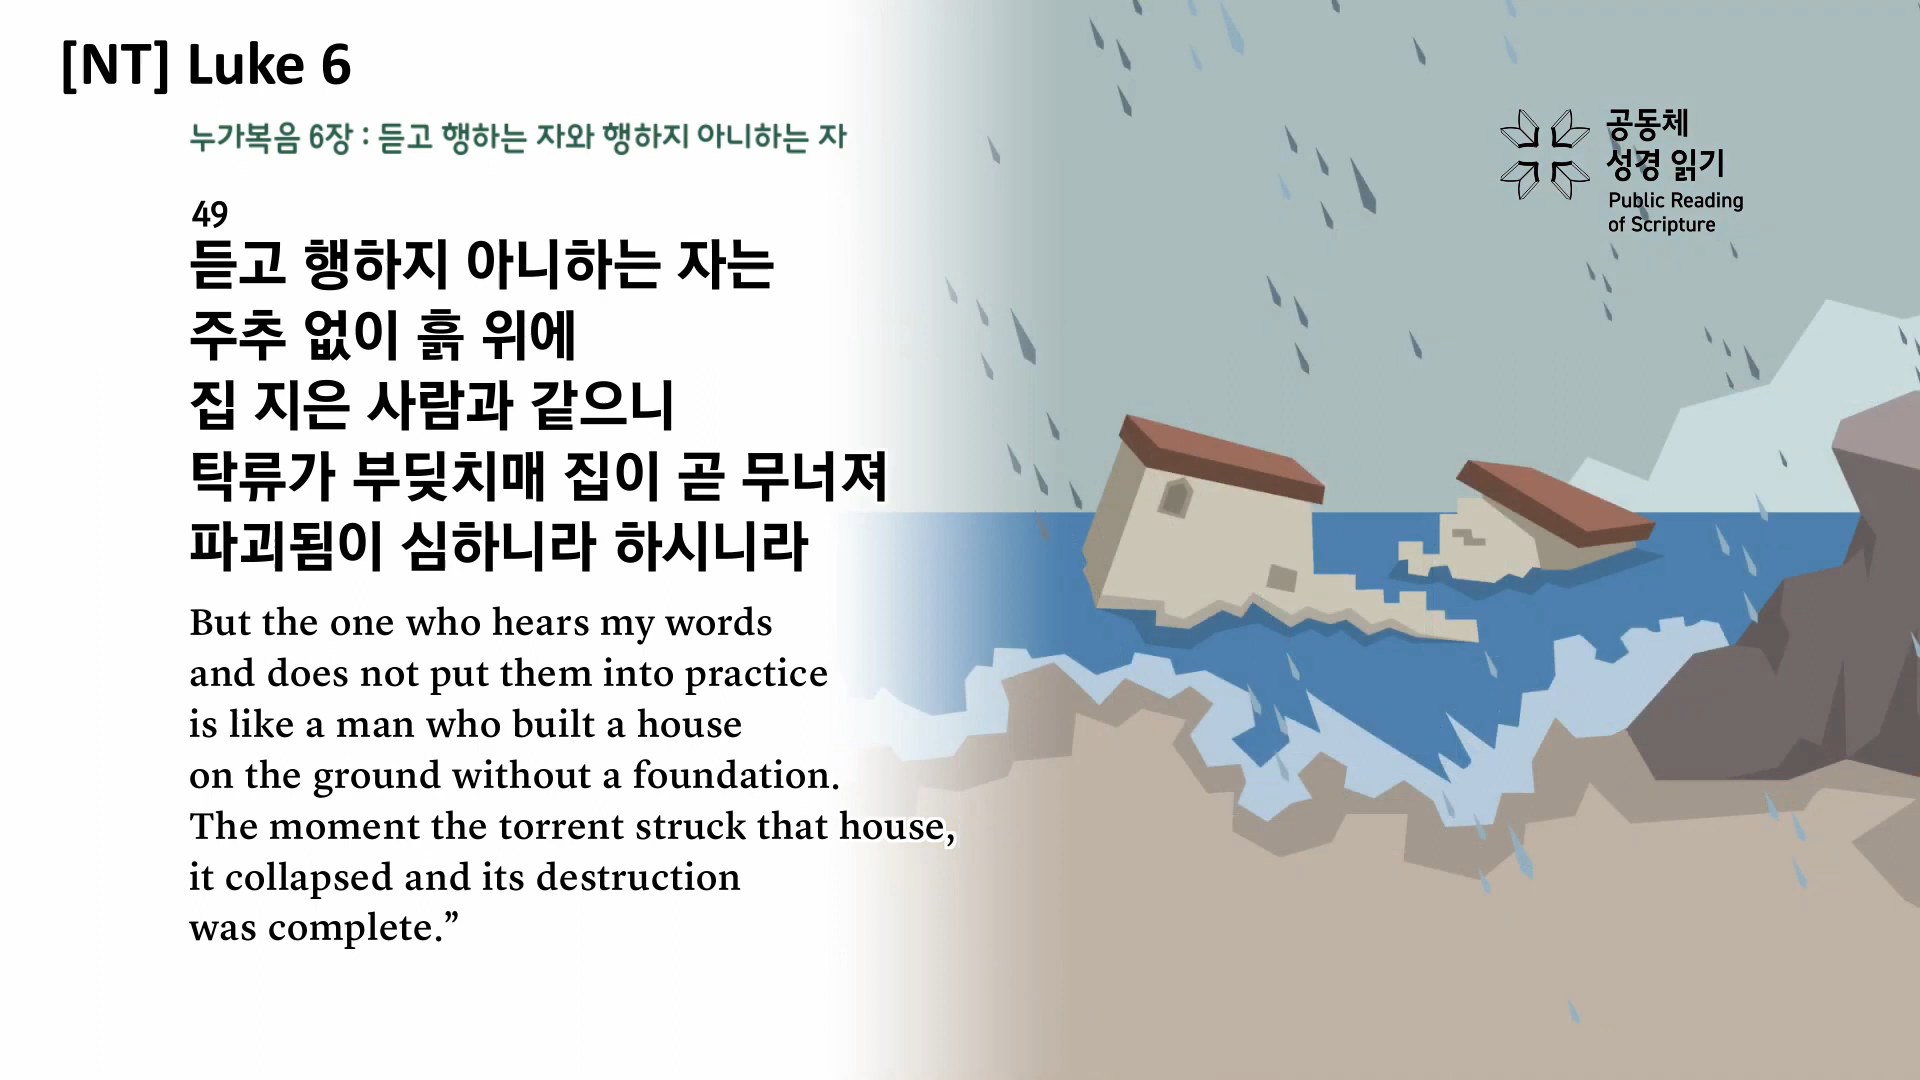 [NT] Luke 6
누가복음 6장 : 듣고 행하는 자와 행하지 아니하는 자
49
듣고 행하지 아니하는 자는
주추 없이 흙 위에
집 지은 사람과 같으니
탁류가 부딪치매 집이 곧 무너져
파괴됨이 심하니라 하시니라
But the one who hears my words
and does not put them into practice
is like a man who built a house
on the ground without a foundation.
The moment the torrent struck that house,
it collapsed and its destruction
was complete.”
공동체
성경 읽기
Public Reading
of Scripture